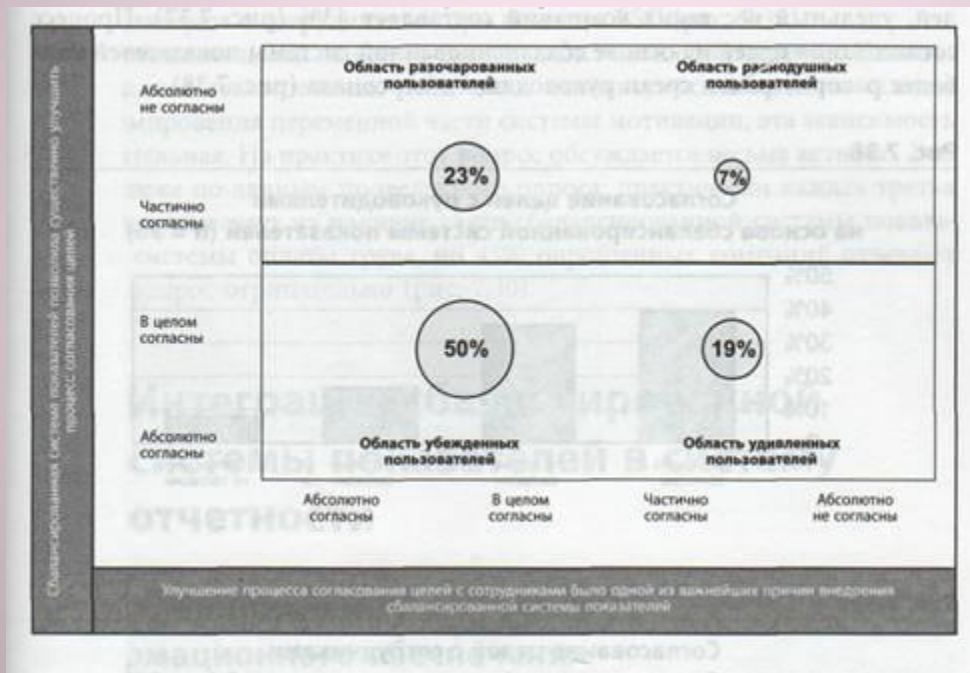 Область разочарованных
пользователей
Область равнодушных
пользователей
Абсолютно
не согласны
23%
7%
Частично
согласны
В целом
согласны
50%
19%
Абсолютно
согласны
Область убежденных
пользователей
Область удивленных
пользователей
Абсолютно
согласны
В целом
согласны
Частично
согласны
Абсолютно
не согласны
Сбалансированная система показателей позволила (существенно) улучшить
процесс согласования целей
Улучшение процесса согласования целей с сотрудниками было одной из важнейших причин внедрения
сбалансированной системы показателей